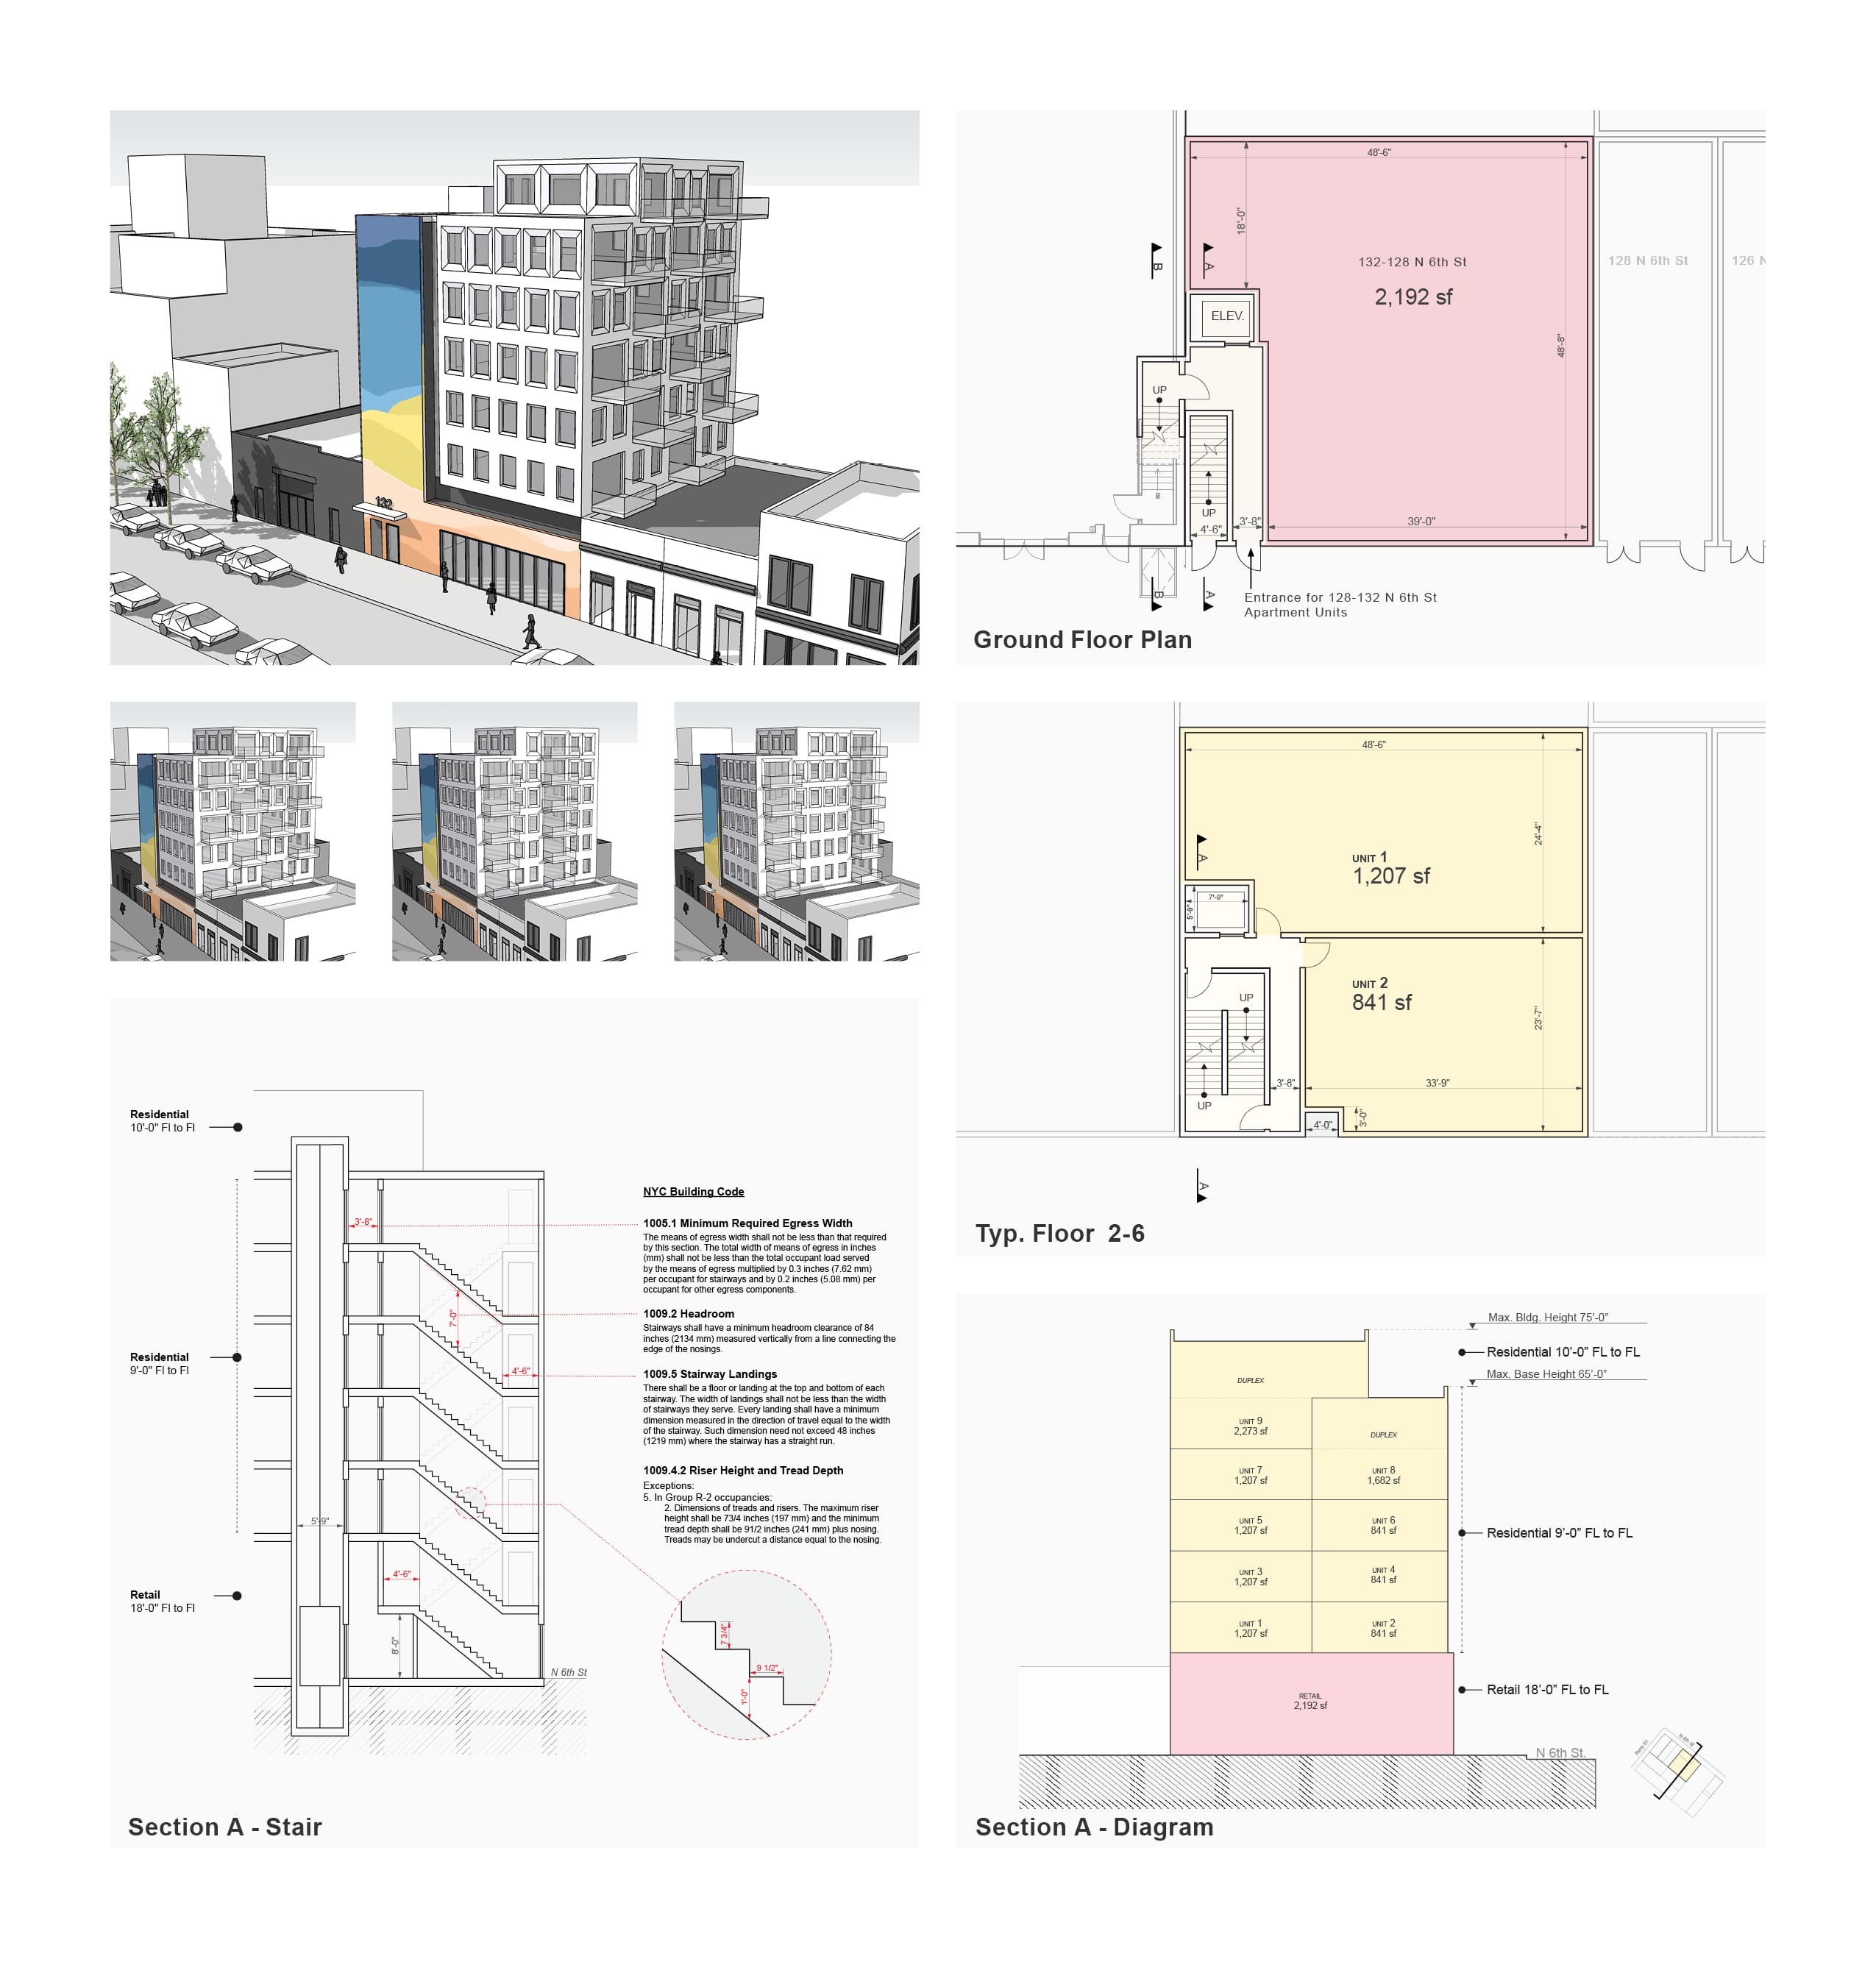 132
48'-6"
18'-0"
B
A
132-128 N 6th St
2,192 sf
128 N 6th St
126 N
ELEV.
48'-8"
UP
UP
4'-6"
3'-8"
39'-0"
B
A
Entrance for 128-132 N 6th St
Apartment Units
Ground Floor Plan
48'-6"
24'-4"
A
UNIT 1
1,207 sf
7'-9"
5'-9"
UNIT 2
841 sf
UP
23'-7"
3'-8"
33'-9"
UP
4'-0"
3'-0"
A
Typ. Floor 2-6
Residential
10'-0" Fl to Fl
Residential
9'-0" Fl to Fl
Retail
18'-0" Fl to Fl
3'-8"
7'-0"
4'-6"
5'-9"
4'-6"
8'-0"
N 6th St
NYC Building Code
1005.1 Minimum Required Egress Width
The means of egress width shall not be less than that required
by this section. The total width of means of egress in inches
(mm) shall not be less than the total occupant load served
by the means of egress multiplied by 0.3 inches (7.62 mm)
per occupant for stairways and by 0.2 inches (5.08 mm) per
occupant for other egress components.
1009.2 Headroom
Stairways shall have a minimum headroom clearance of 84
inches (2134 mm) measured vertically from a line connecting the
edge of the nosings.
1009.5 Stairway Landings
There shall be a floor or landing at the top and bottom of each
stairway. The width of landings shall not be less than the width
of stairways they serve. Every landing shall have a minimum
dimension measured in the direction of travel equal to the width
of the stairway. Such dimension need not exceed 48 inches
(1219 mm) where the stairway has a straight run.
1009.4.2 Riser Height and Tread Depth
Exceptions:
5. In Group R-2 occupancies:
2. Dimensions of treads and risers. The maximum riser
height shall be 73/4 inches (197 mm) and the minimum
tread depth shall be 91/2 inches (241 mm) plus nosing.
Treads may be undercut a distance equal to the nosing.
7 3/4"
9 1/2"
1'-0"
Section A - Stair
Max. Bldg. Height 75'-0"
Residential 10'-0" FL to FL
Max. Base Height 65'-0"
DUPLEX
UNIT 9
2,273 sf
DUPLEX
UNIT 7
1,207 sf
UNIT 8
1,682 sf
UNIT 5
1,207 sf
UNIT 6
841 sf
Residential 9'-0" FL to FL
UNIT 3
1,207 sf
UNIT 4
841 sf
UNIT 1
1,207 sf
UNIT 2
841 sf
RETAIL
2,192 sf
Retail 18'-0" FL to FL
N 6th St.
N 6th St
Berry St
Section A - Diagram